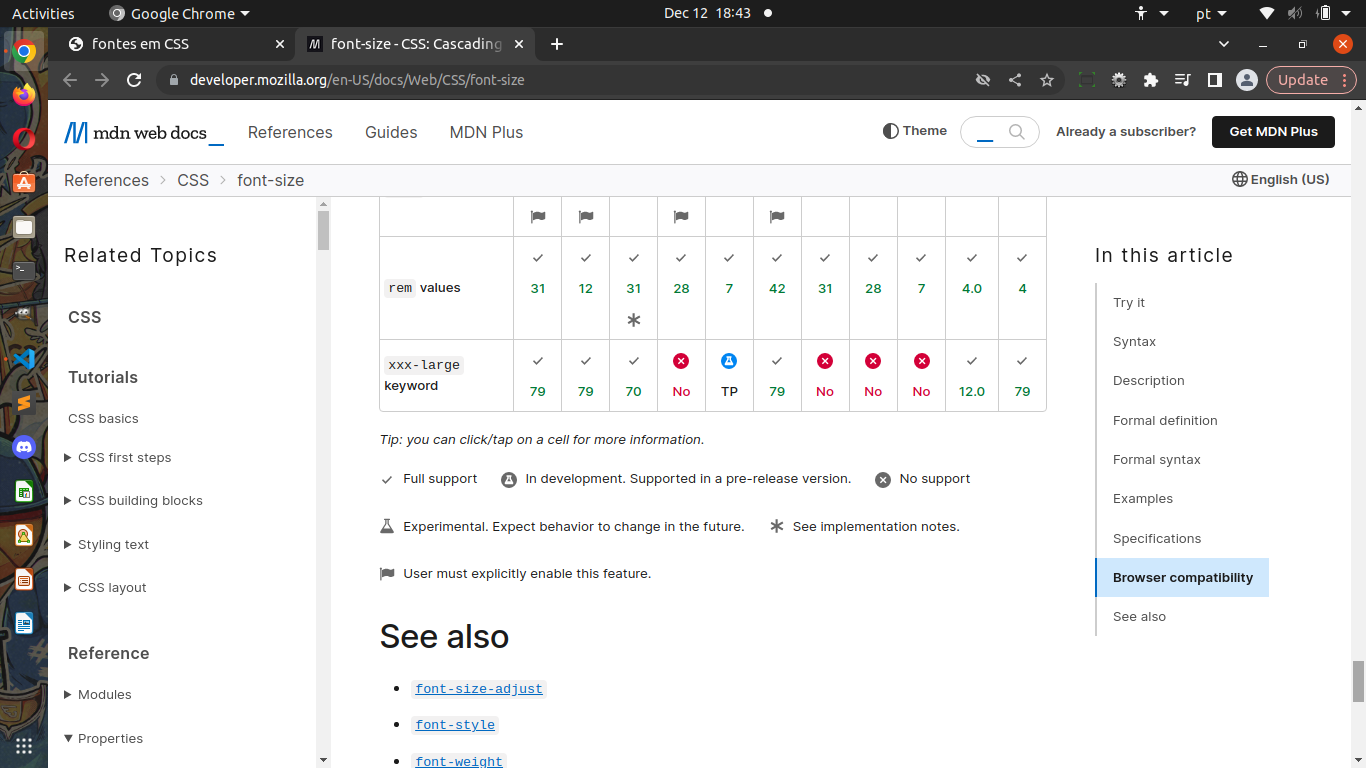 Activities
Google Chrome
Dec 12 18:43
pt
fontes em CSS
font-size - CSS: Cascading
developer.mozilla.org/en-US/docs/Web/CSS/font-size
Update
mdn web docs
References
Guides
MDN Plus
Theme
Already a subscriber?
Get MDN Plus
References
CSS
font-size
English (US)
Related Topics
CSS
Tutorials
CSS basics
CSS first steps
CSS building blocks
Styling text
CSS layout
Reference
Modules
Properties
rem values
31 12 31 28 7 42 31 28 7 4.0 4
xxx-large
keyword
79 79 70 No TP 79 No No No 12.0 79
Tip: you can click/tap on a cell for more information.
Full support
In development. Supported in a pre-release version.
No support
Experimental. Expect behavior to change in the future.
See implementation notes.
User must explicitly enable this feature.
See also
font-size-adjust
font-style
font-weight
In this article
Try it
Syntax
Description
Formal definition
Formal syntax
Examples
Specifications
Browser compatibility
See also